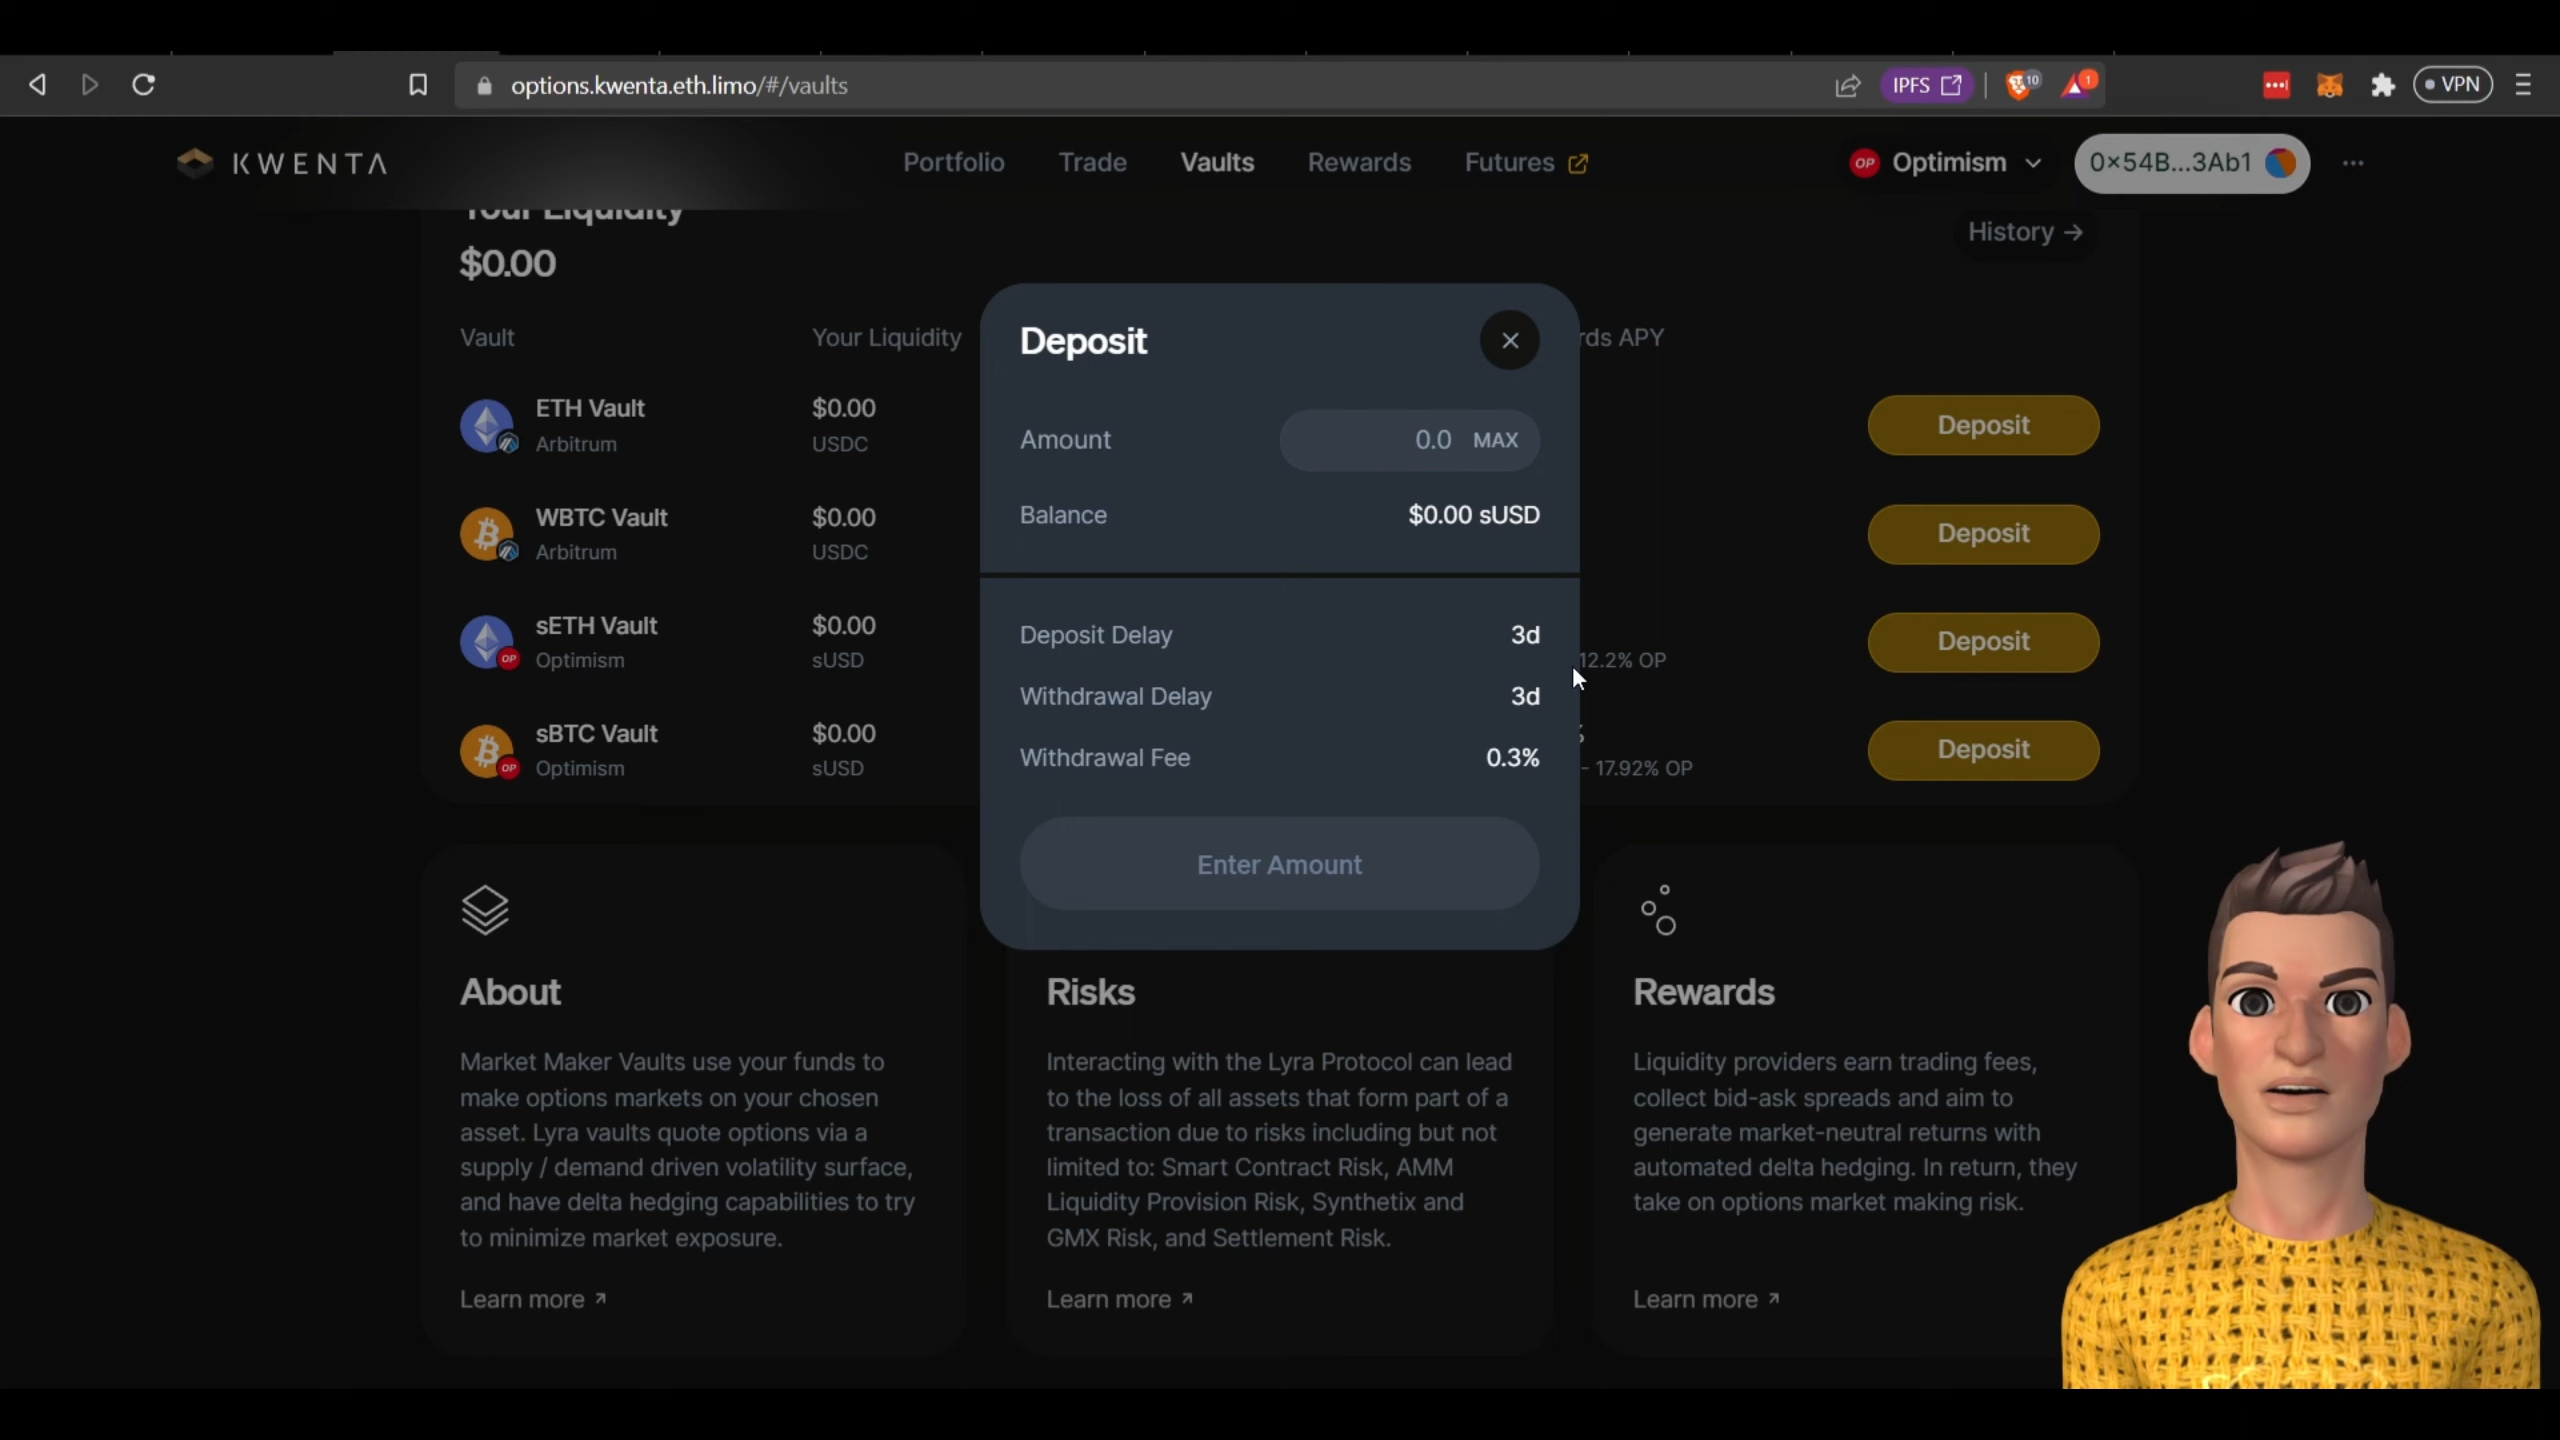 options.kwenta.eth.limo/#/vaults
IPFS
10
1
VPN
KWENTA
Portfolio
Trade
Vaults
Rewards
Futures
OP
Optimism
0x54B...3Ab1
Your Liquidity
$0.00
History →
Vault
Your Liquidity
rds APY
ETH Vault
$0.00
Arbitrum
USDC
Deposit
WBTC Vault
$0.00
Arbitrum
USDC
Deposit
sETH Vault
$0.00
OP
Optimism
sUSD
12.2% OP
Deposit
sBTC Vault
$0.00
OP
Optimism
sUSD
- 17.92% OP
Deposit
Deposit
Amount
0.0 MAX
Balance
$0.00 sUSD
Deposit Delay
3d
Withdrawal Delay
3d
Withdrawal Fee
0.3%
Enter Amount
About
Market Maker Vaults use your funds to
make options markets on your chosen
asset. Lyra vaults quote options via a
supply / demand driven volatility surface,
and have delta hedging capabilities to try
to minimize market exposure.
Learn more ↗
Risks
Interacting with the Lyra Protocol can lead
to the loss of all assets that form part of a
transaction due to risks including but not
limited to: Smart Contract Risk, AMM
Liquidity Provision Risk, Synthetix and
GMX Risk, and Settlement Risk.
Learn more ↗
Rewards
Liquidity providers earn trading fees,
collect bid-ask spreads and aim to
generate market-neutral returns with
automated delta hedging. In return, they
take on options market making risk.
Learn more ↗